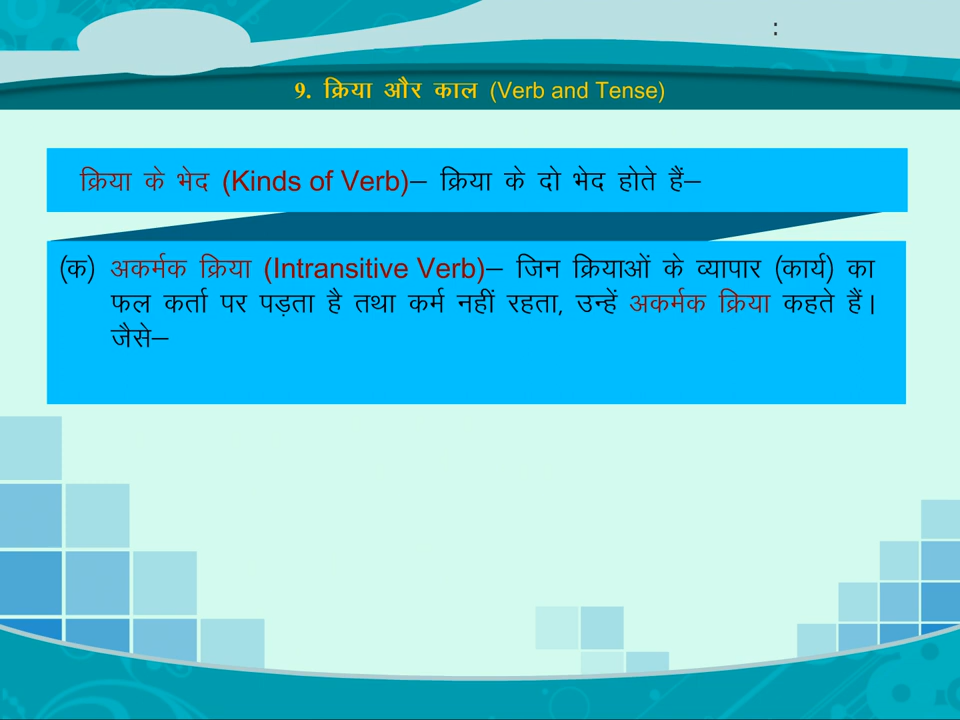 :
9. क्रिया और काल (Verb and Tense)
क्रिया के भेद (Kinds of Verb)– क्रिया के दो भेद होते हैं–
(क) अकर्मक क्रिया (Intransitive Verb)– जिन क्रियाओं के व्यापार (कार्य) का
फल कर्ता पर पड़ता है तथा कर्म नहीं रहता, उन्हें अकर्मक क्रिया कहते हैं।
जैसे–